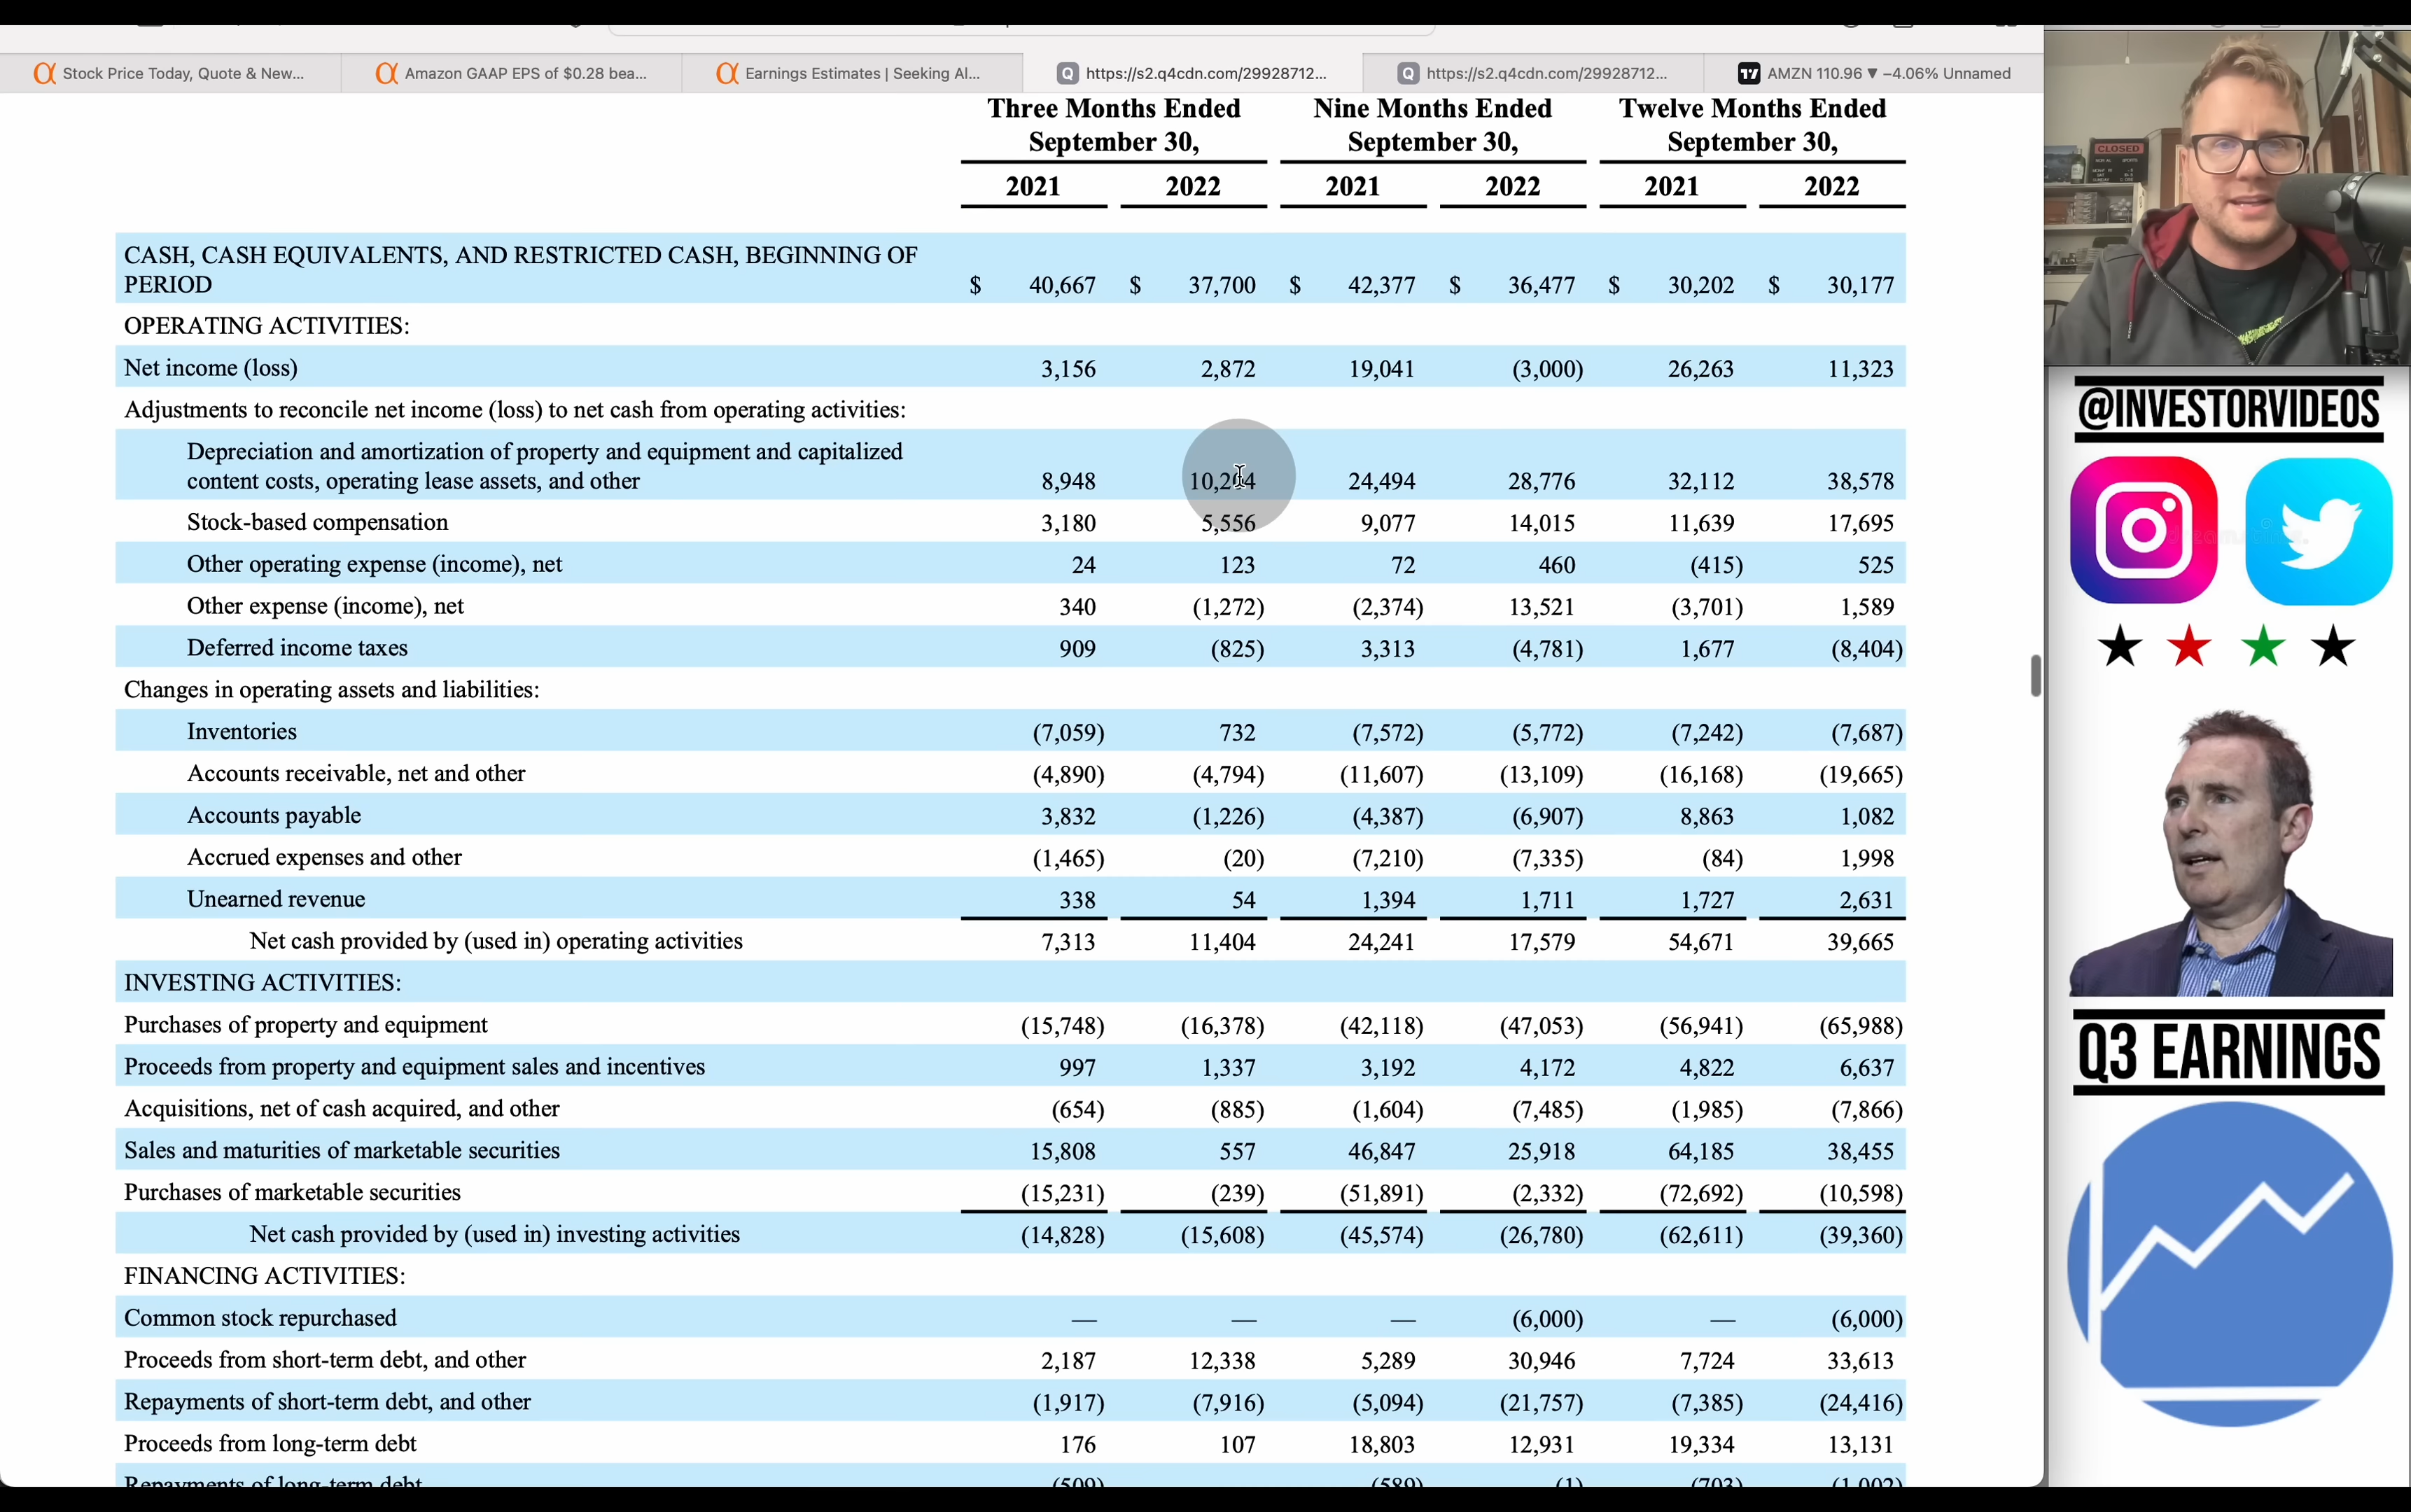 Stock Price Today, Quote & New...
Amazon GAAP EPS of $0.28 bea...
Earnings Estimates | Seeking Al...
https://s2.q4cdn.com/29928712...
https://s2.q4cdn.com/29928712...
AMZN 110.96 ▼ −4.06% Unnamed
Three Months Ended Nine Months Ended Twelve Months Ended
September 30, September 30, September 30,
2021 2022 2021 2022 2021 2022
CASH, CASH EQUIVALENTS, AND RESTRICTED CASH, BEGINNING OF
PERIOD $ 40,667 $ 37,700 $ 42,377 $ 36,477 $ 30,202 $ 30,177
OPERATING ACTIVITIES:
Net income (loss) 3,156 2,872 19,041 (3,000) 26,263 11,323
Adjustments to reconcile net income (loss) to net cash from operating activities:
Depreciation and amortization of property and equipment and capitalized
content costs, operating lease assets, and other 8,948 24,494 28,776 32,112 38,578
Stock-based compensation 3,180 5,556 9,077 14,015 11,639 17,695
Other operating expense (income), net 24 123 72 460 (415) 525
Other expense (income), net 340 (1,272) (2,374) 13,521 (3,701) 1,589
Deferred income taxes 909 (825) 3,313 (4,781) 1,677 (8,404)
Changes in operating assets and liabilities:
Inventories (7,059) 732 (7,572) (5,772) (7,242) (7,687)
Accounts receivable, net and other (4,890) (4,794) (11,607) (13,109) (16,168) (19,665)
Accounts payable 3,832 (1,226) (4,387) (6,907) 8,863 1,082
Accrued expenses and other (1,465) (20) (7,210) (7,335) (84) 1,998
Unearned revenue 338 54 1,394 1,711 1,727 2,631
Net cash provided by (used in) operating activities 7,313 11,404 24,241 17,579 54,671 39,665
INVESTING ACTIVITIES:
Purchases of property and equipment (15,748) (16,378) (42,118) (47,053) (56,941) (65,988)
Proceeds from property and equipment sales and incentives 997 1,337 3,192 4,172 4,822 6,637
Acquisitions, net of cash acquired, and other (654) (885) (1,604) (7,485) (1,985) (7,866)
Sales and maturities of marketable securities 15,808 557 46,847 25,918 64,185 38,455
Purchases of marketable securities (15,231) (239) (51,891) (2,332) (72,692) (10,598)
Net cash provided by (used in) investing activities (14,828) (15,608) (45,574) (26,780) (62,611) (39,360)
FINANCING ACTIVITIES:
Common stock repurchased — — — (6,000) — (6,000)
Proceeds from short-term debt, and other 2,187 12,338 5,289 30,946 7,724 33,613
Repayments of short-term debt, and other (1,917) (7,916) (5,094) (21,757) (7,385) (24,416)
Proceeds from long-term debt 176 107 18,803 12,931 19,334 13,131
Repayments of long-term debt (509) (589) (1) (703) (1,002)
CLOSED
@INVESTORVIDEOS
Q3 EARNINGS